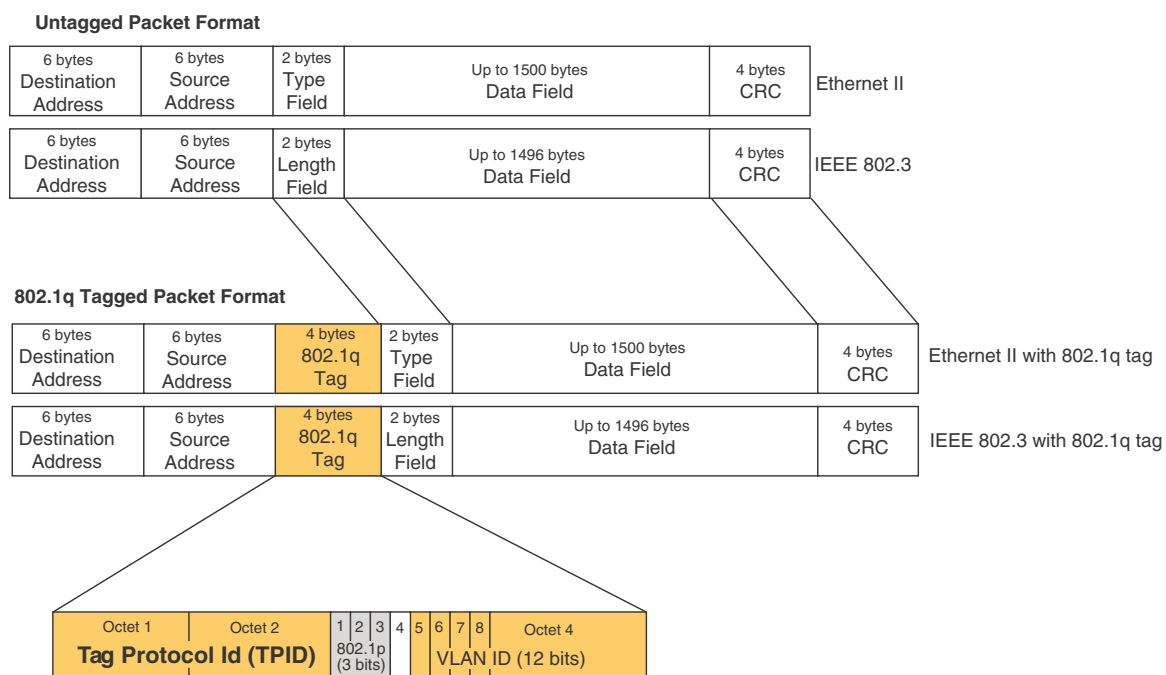 Untagged Packet Format
6 bytes
Destination
Address
6 bytes
Source
Address
2 bytes
Type
Field
Up to 1500 bytes
Data Field
4 bytes
CRC
Ethernet II
6 bytes
Destination
Address
6 bytes
Source
Address
2 bytes
Length
Field
Up to 1496 bytes
Data Field
4 bytes
CRC
IEEE 802.3
802.1q Tagged Packet Format
6 bytes
Destination
Address
6 bytes
Source
Address
4 bytes
802.1q
Tag
2 bytes
Type
Field
Up to 1500 bytes
Data Field
4 bytes
CRC
Ethernet II with 802.1q tag
6 bytes
Destination
Address
6 bytes
Source
Address
4 bytes
802.1q
Tag
2 bytes
Length
Field
Up to 1496 bytes
Data Field
4 bytes
CRC
IEEE 802.3 with 802.1q tag
Octet 1
Octet 2
Tag Protocol Id (TPID)
1 2 3 4 5 6 7 8
802.1p
(3 bits)
Octet 4
VLAN ID (12 bits)